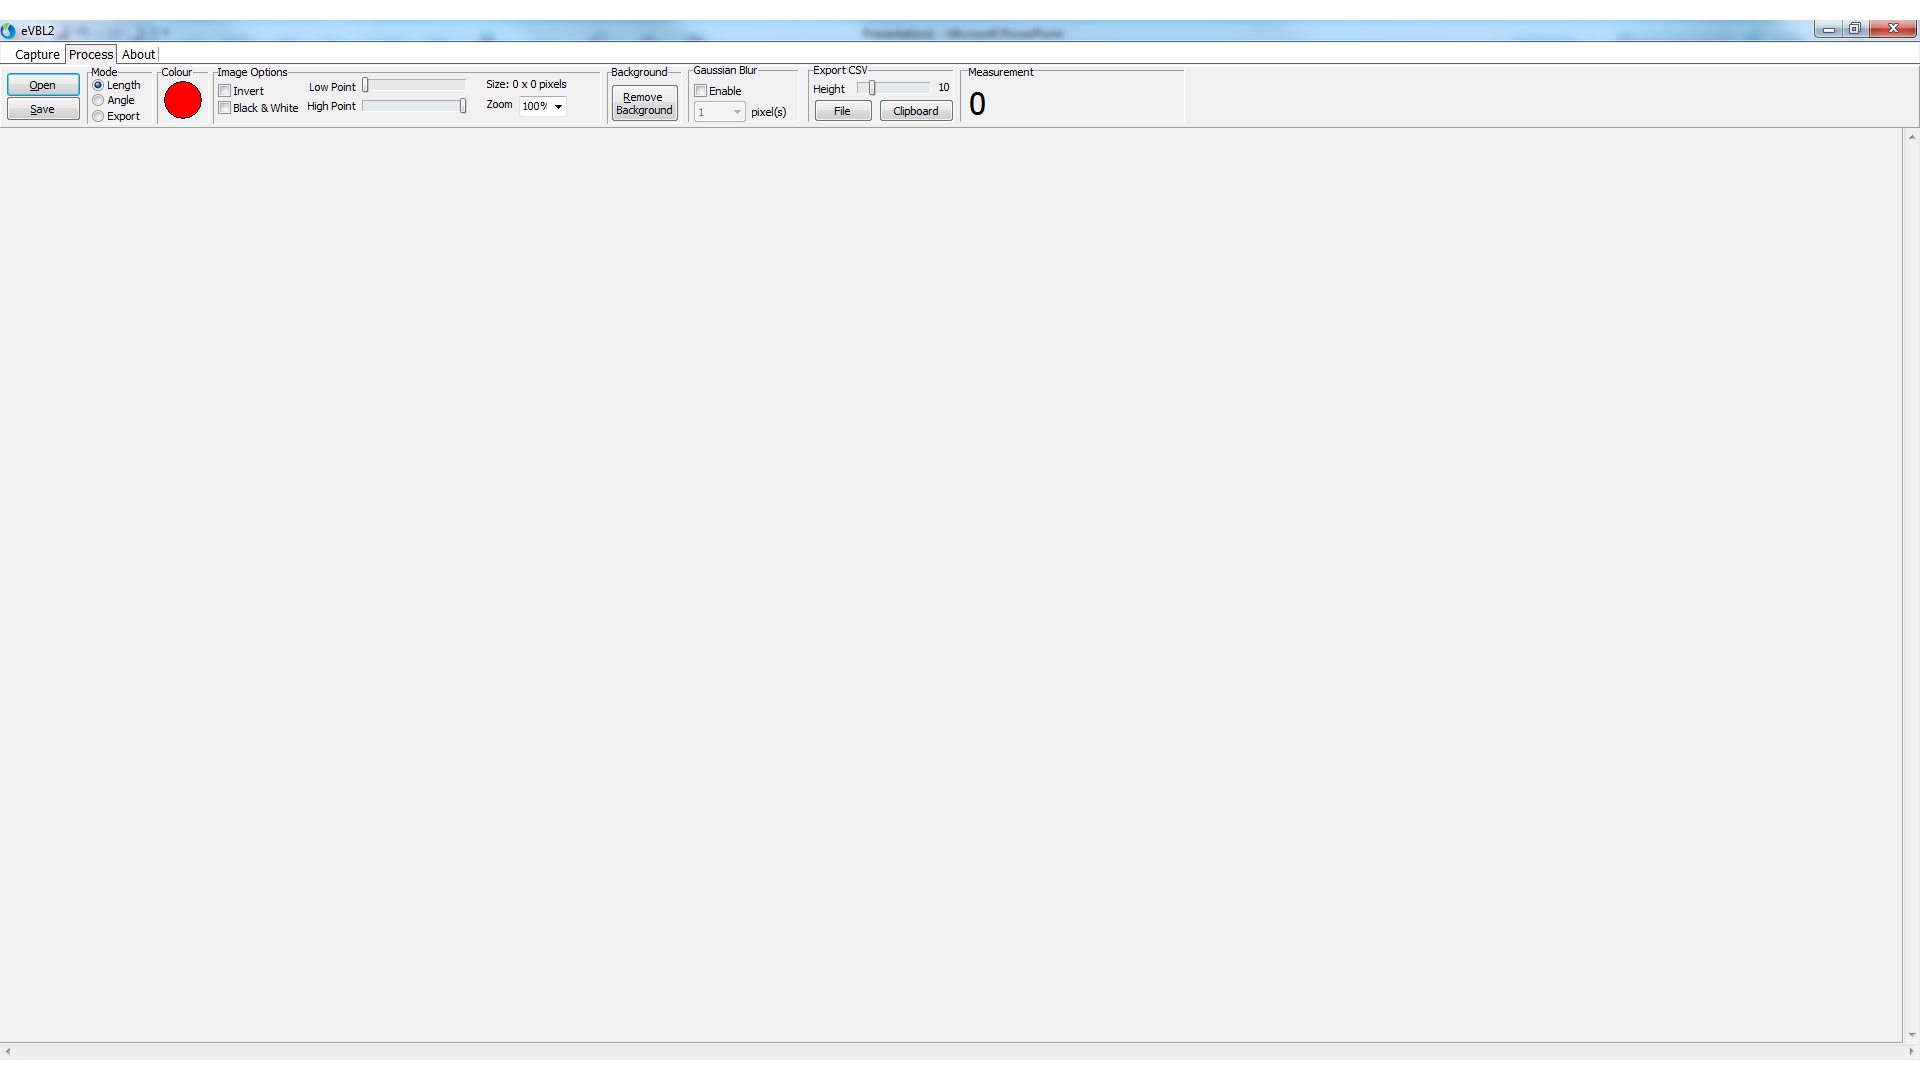 eVBL2
Capture Process About
Open
Save
Mode
Length
Angle
Export
Colour
Image Options
Invert
Black & White
Low Point
High Point
Size: 0 x 0 pixels
Zoom 100%
Background
Remove
Background
Gaussian Blur
Enable
1 pixel(s)
Export CSV
Height 10
File Clipboard
Measurement
0